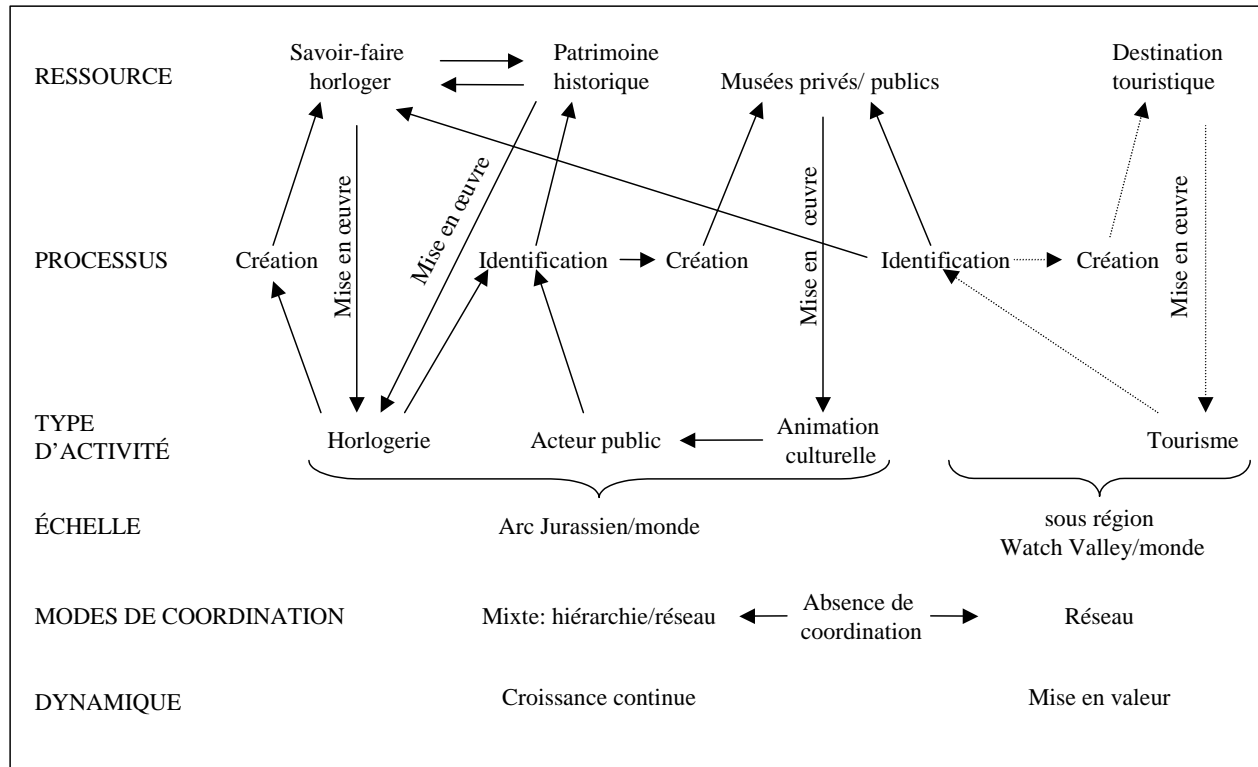 RESSOURCE
Savoir-faire
horloger
Patrimoine
historique
Musées privés/ publics
Destination
touristique
Mise en œuvre
Mise en œuvre
Mise en œuvre
Mise en œuvre
PROCESSUS
Création
Identification
Création
Identification
Création
TYPE
D’ACTIVITÉ
Horlogerie
Acteur public
Animation
culturelle
Tourisme
ÉCHELLE
Arc Jurassien/monde
sous région
Watch Valley/monde
MODES DE COORDINATION
Mixte: hiérarchie/réseau
Absence de
coordination
Réseau
DYNAMIQUE
Croissance continue
Mise en valeur